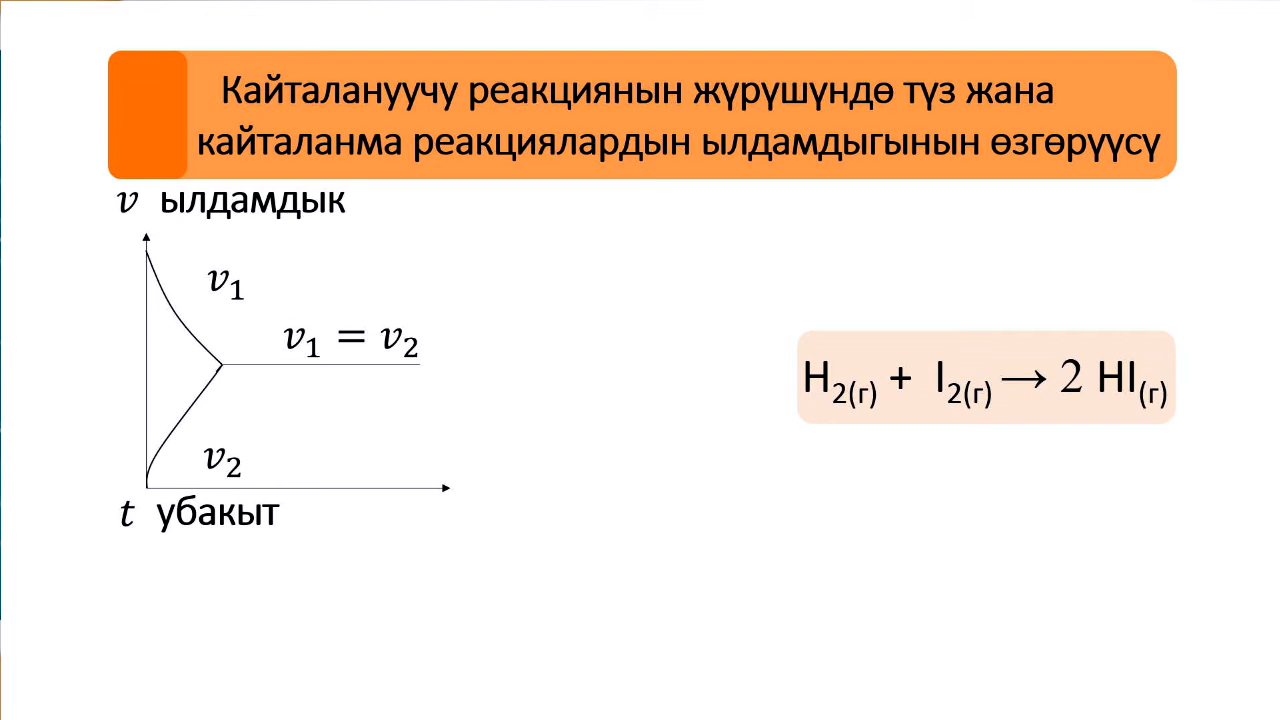 Кайталануучу реакциянын жүрүшүндө түз жана
кайталанма реакциялардын ылдамдыгынын өзгөрүүсү
v ылдамдык
v₁
v₁ = v₂
H₂₍г₎ + I₂₍г₎ → 2 HI₍г₎
v₂
t убакыт